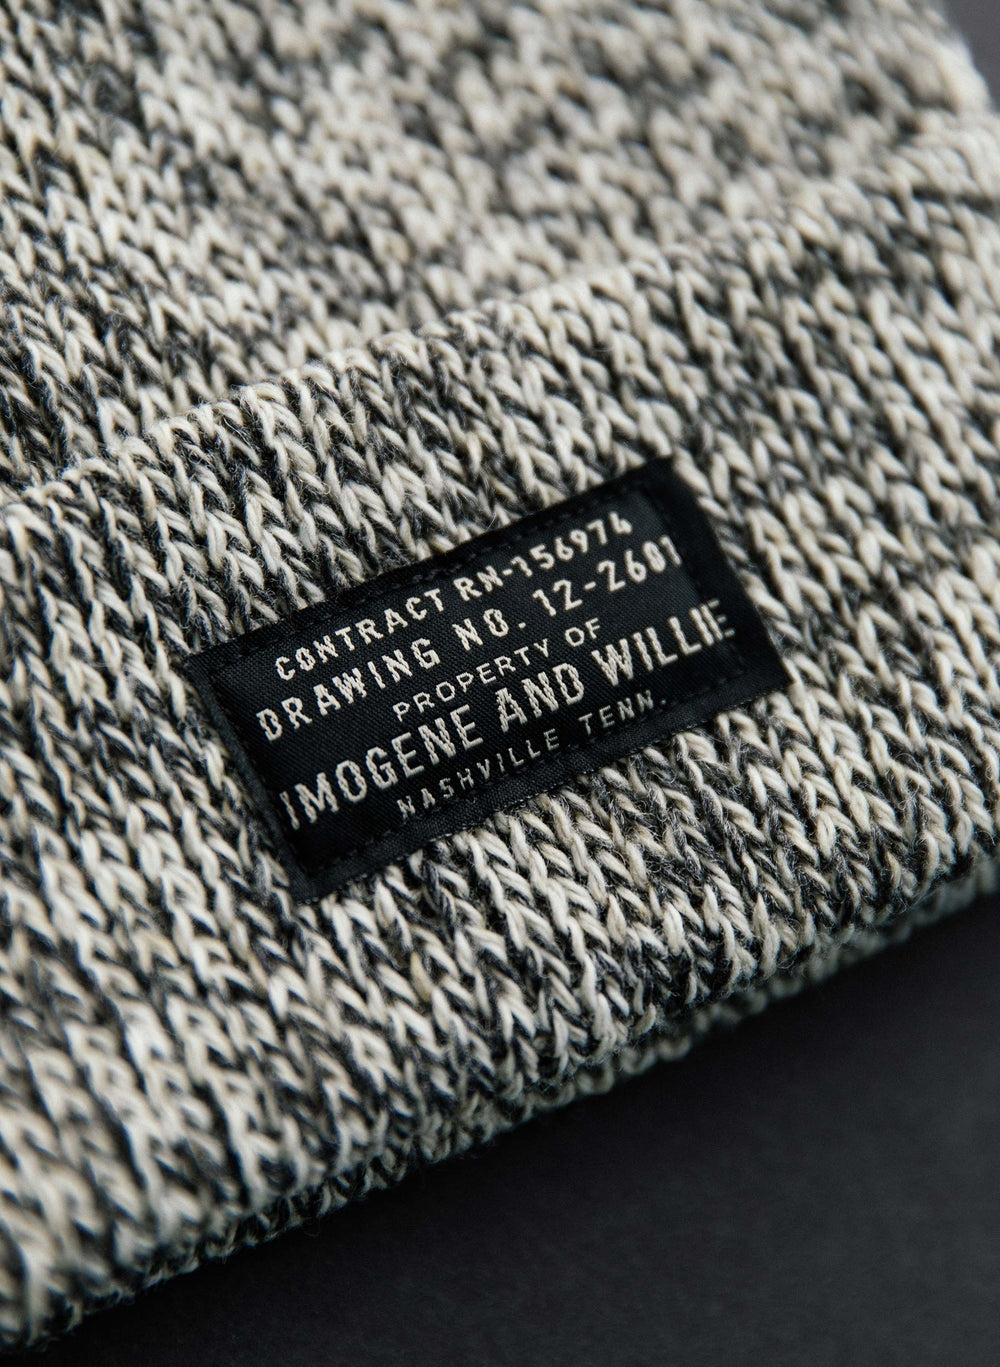 CONTRACT RN-156974
DRAWING NO. 12-2601
PROPERTY OF
IMOGENE AND WILLIE
NASHVILLE, TENN.